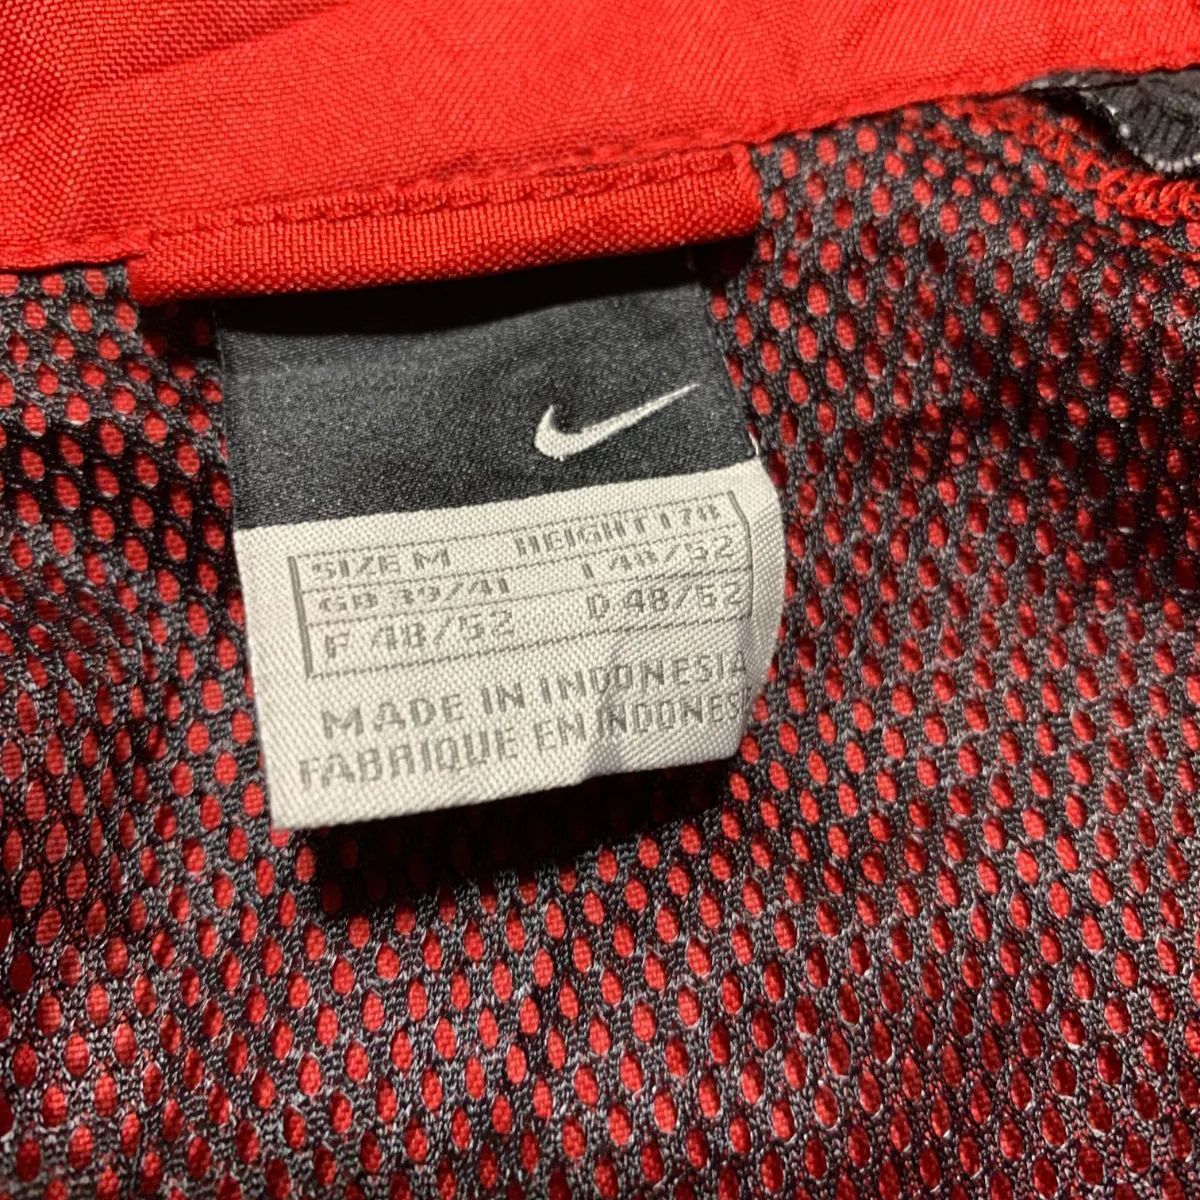 SIZE M HEIGHT 178
GB 39/41 I 48/52
F 48/52 D 48/52
MADE IN INDONESIA
FABRIQUE EN INDONES